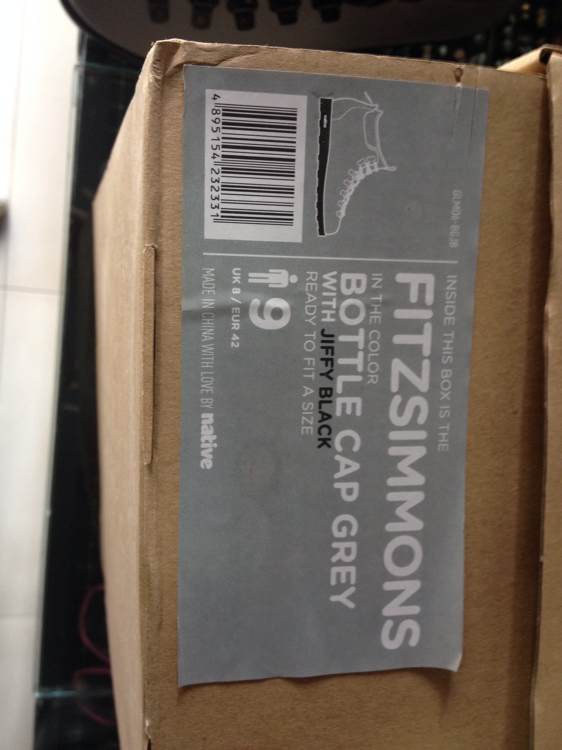 INSIDE THIS BOX IS THE
FITZSIMMONS
IN THE COLOR
BOTTLE CAP GREY
WITH JIFFY BLACK
READY TO FIT A SIZE
9
UK 8 / EUR 42
MADE IN CHINA WITH LOVE BY native
4 895154 232331